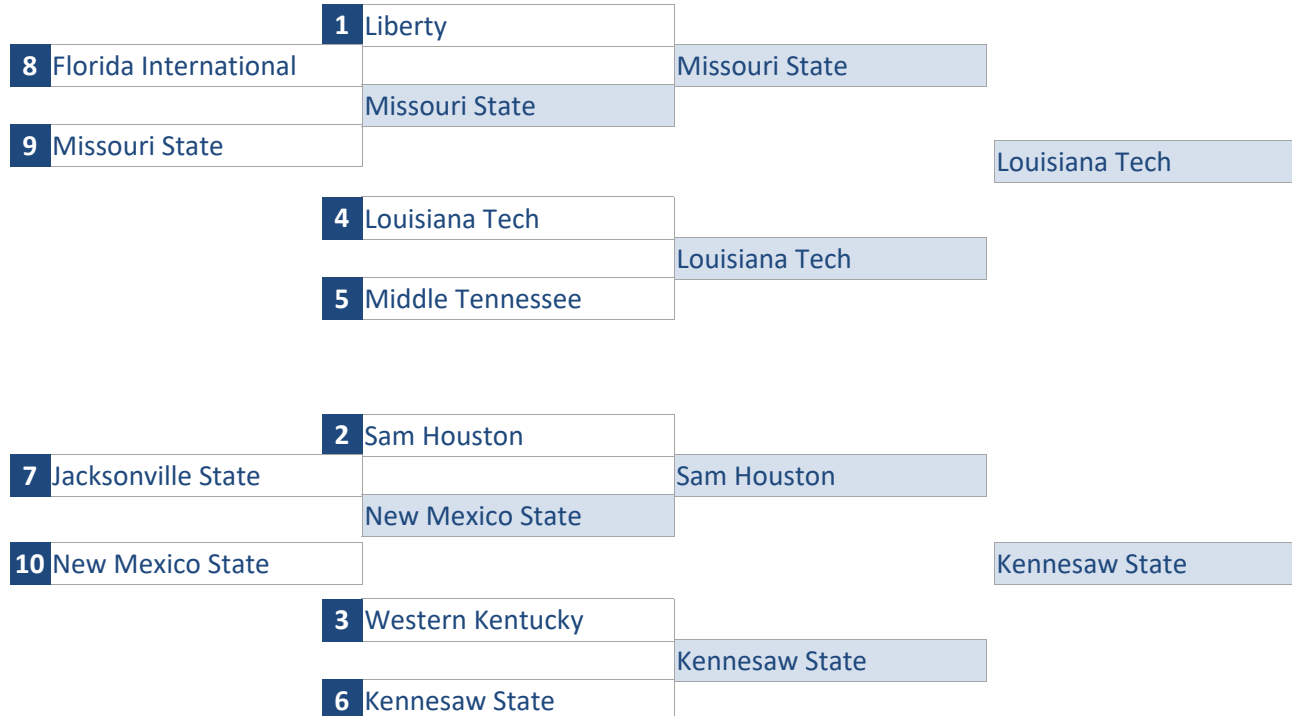 1 Liberty
8 Florida International
Missouri State
Missouri State
9 Missouri State
Louisiana Tech
4 Louisiana Tech
Louisiana Tech
5 Middle Tennessee
2 Sam Houston
7 Jacksonville State
Sam Houston
New Mexico State
10 New Mexico State
Kennesaw State
3 Western Kentucky
Kennesaw State
6 Kennesaw State